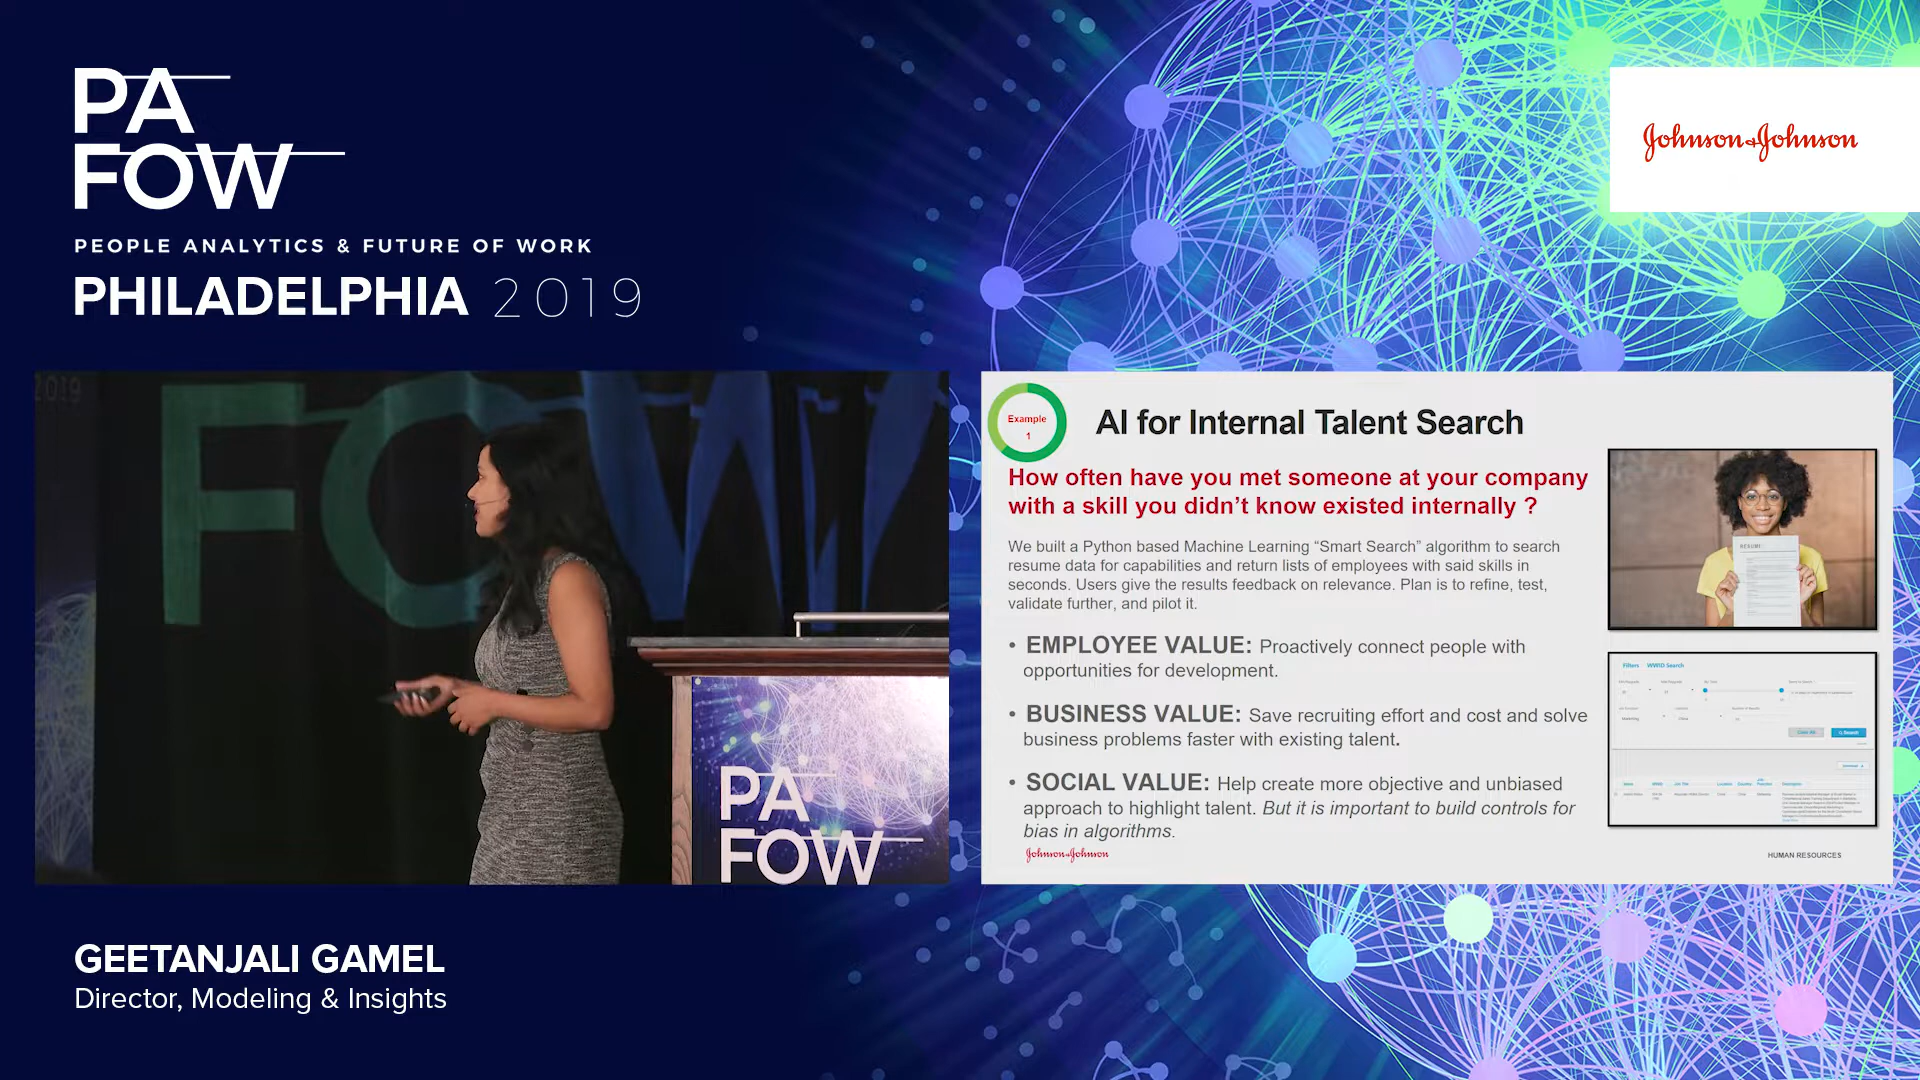 PA
FOW
PEOPLE ANALYTICS & FUTURE OF WORK
PHILADELPHIA 2019
Johnson & Johnson
2019
FOW
PA
FOW
GEETANJALI GAMEL
Director, Modeling & Insights
Example
1
AI for Internal Talent Search
How often have you met someone at your company
with a skill you didn’t know existed internally ?
We built a Python based Machine Learning “Smart Search” algorithm to search
resume data for capabilities and return lists of employees with said skills in
seconds. Users give the results feedback on relevance. Plan is to refine, test,
validate further, and pilot it.
• EMPLOYEE VALUE: Proactively connect people with
opportunities for development.
• BUSINESS VALUE: Save recruiting effort and cost and solve
business problems faster with existing talent.
• SOCIAL VALUE: Help create more objective and unbiased
approach to highlight talent. But it is important to build controls for
bias in algorithms.
Johnson & Johnson
HUMAN RESOURCES
RESUME
Filters WWID Search
Search